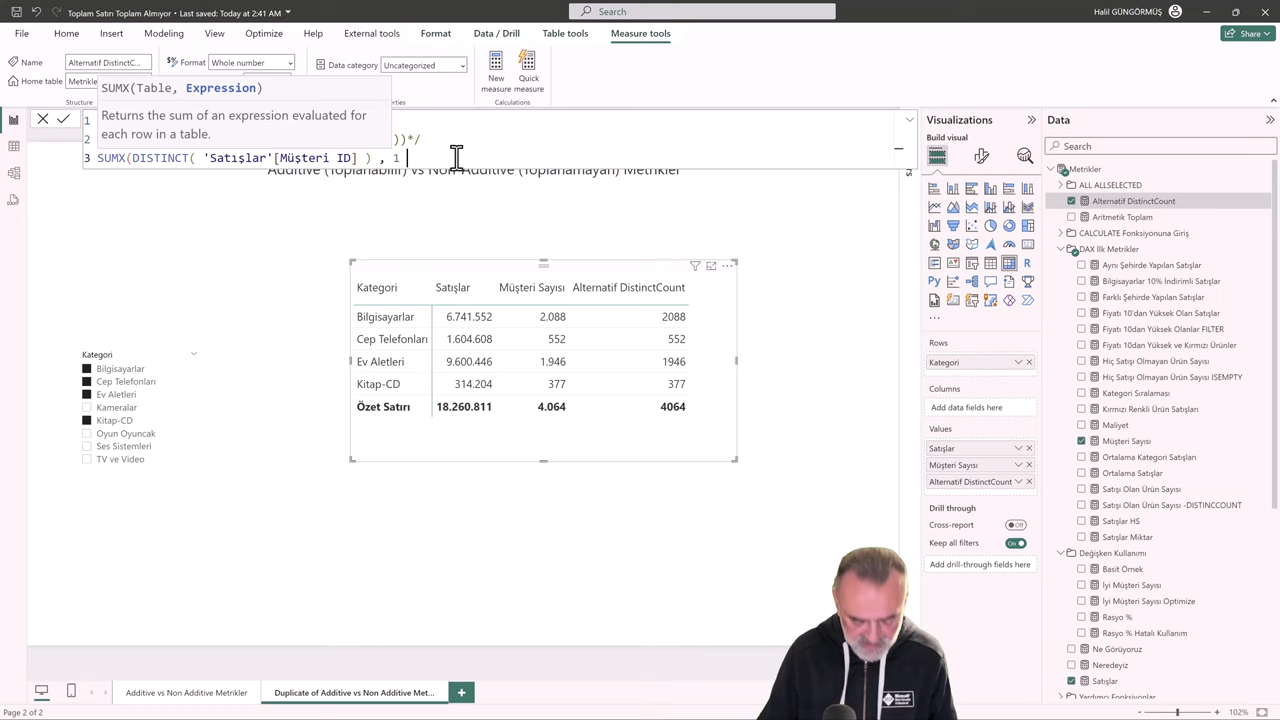 Toplam Satırı Toplam Almıyor • Last saved: Today at 2:41 AM
Search
Halil GÜNGÖRMÜŞ
File
Home
Insert
Modeling
View
Optimize
Help
External tools
Format
Data / Drill
Table tools
Measure tools
Share
Name
Alternatif DistinctC...
Format
Whole number
Data category
Uncategorized
Home table
Metrikle
New measure
Quick measure
Structure
Calculations
SUMX(Table, Expression)
Returns the sum of an expression evaluated for
each row in a table.
1
2
))*/
3 SUMX(DISTINCT( 'Satışlar'[Müşteri ID] ) , 1
Additive (Toplanabilir) vs Non-Additive (Toplanamayan) Metrikler
Kategori Satışlar Müşteri Sayısı Alternatif DistinctCount
Bilgisayarlar 6.741.552 2.088 2088
Cep Telefonları 1.604.608 552 552
Ev Aletleri 9.600.446 1.946 1946
Kitap-CD 314.204 377 377
Özet Satırı 18.260.811 4.064 4064
Kategori
Bilgisayarlar
Cep Telefonları
Ev Aletleri
Kameralar
Kitap-CD
Oyun Oyuncak
Ses Sistemleri
TV ve Video
Visualizations
Build visual
Rows
Kategori
Columns
Add data fields here
Values
Satışlar
Müşteri Sayısı
Alternatif DistinctCount
Drill through
Cross-report
Off
Keep all filters
On
Add drill-through fields here
Data
Search
Metrikler
ALL ALLSELECTED
Alternatif DistinctCount
Aritmetik Toplam
CALCULATE Fonksiyonuna Giriş
DAX İlk Metrikler
Aynı Şehirde Yapılan Satışlar
Bilgisayarlar 10% İndirimli Satışlar
Farklı Şehirde Yapılan Satışlar
Fiyatı 10'dan Yüksek Olan Satışlar
Fiyatı 10dan Yüksek Olanlar FILTER
Fiyatı 10dan Yüksek ve Kırmızı Ürünler
Hiç Satışı Olmayan Ürün Sayısı
Hiç Satışı Olmayan Ürün Sayısı ISEMPTY
Kategori Sıralaması
Kırmızı Renkli Ürün Satışları
Maliyet
Müşteri Sayısı
Ortalama Kategori Satışları
Ortalama Satışlar
Satışı Olan Ürün Sayısı
Satışı Olan Ürün Sayısı -DISTINCCOUNT
Satışlar HS
Satışlar Miktar
Değişken Kullanımı
Basit Örnek
İyi Müşteri Sayısı
İyi Müşteri Sayısı Optimize
Rasyo %
Rasyo % Hatalı Kullanım
Ne Görüyoruz
Neredeyiz
Satışlar
Yardımcı Fonksiyonlar
Additive vs Non Additive Metrikler
Duplicate of Additive vs Non Additive Met...
Page 2 of 2
102%